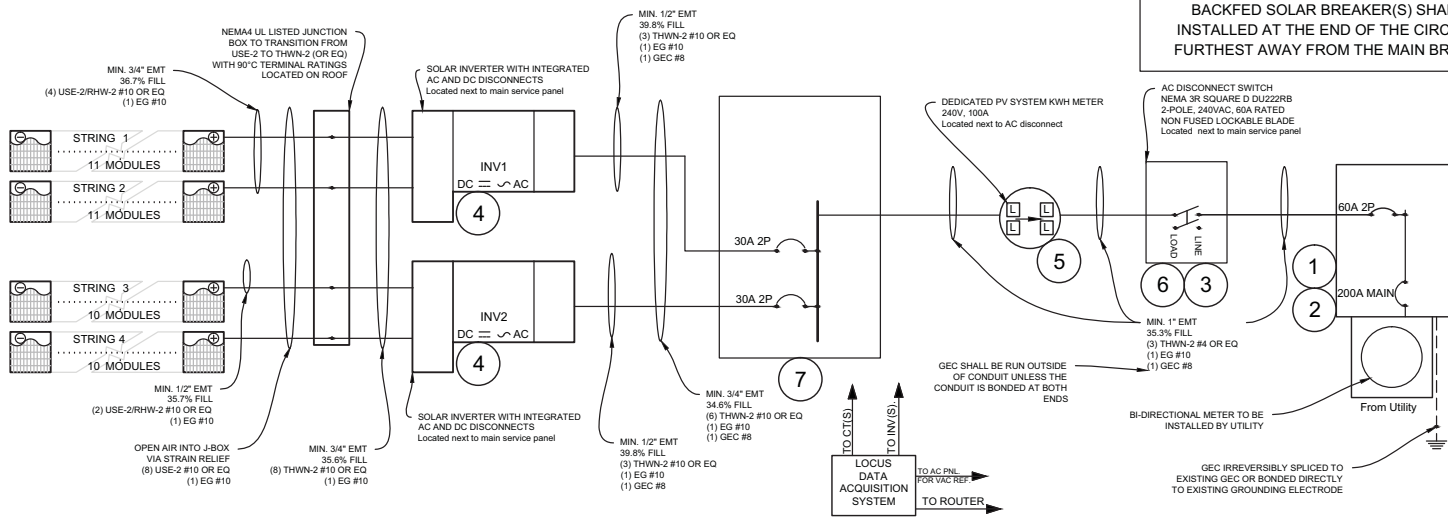 BACKFED SOLAR BREAKER(S)
INSTALLED AT THE END OF THE
FURTHEST AWAY FROM THE MAIN
NEMA4 UL LISTED JUNCTION
BOX TO TRANSITION FROM
USE-2 TO THWN-2 (OR EQ)
WITH 90°C TERMINAL RATINGS
LOCATED ON ROOF
MIN. 3/4" EMT
36.7% FILL
(4) USE-2/RHW-2 #10 OR EQ
(1) EG #10
SOLAR INVERTER WITH INTEGRATED
AC AND DC DISCONNECTS
Located next to main service panel
MIN. 1/2" EMT
39.8% FILL
(3) THWN-2 #10 OR EQ
(1) EG #10
(1) GEC #8
DEDICATED PV SYSTEM KWH METER
240V, 100A
Located next to AC disconnect
AC DISCONNECT SWITCH
NEMA 3R SQUARE D DU222RB
2-POLE, 240VAC, 60A RATED
NON FUSED LOCKABLE BLADE
Located next to main service panel
STRING 1
11 MODULES
STRING 2
11 MODULES
INV1
DC AC
4
30A 2P
L L
L L
5
LOAD
LINE
6
3
60A 2P
1
2
200A MAIN
STRING 3
10 MODULES
STRING 4
10 MODULES
INV2
DC AC
4
30A 2P
7
MIN. 1" EMT
35.3% FILL
(3) THWN-2 #4 OR EQ
(1) EG #10
(1) GEC #8
GEC SHALL BE RUN OUTSIDE
OF CONDUIT UNLESS THE
CONDUIT IS BONDED AT BOTH
ENDS
MIN. 1/2" EMT
35.7% FILL
(2) USE-2/RHW-2 #10 OR EQ
(1) EG #10
OPEN AIR INTO J-BOX
VIA STRAIN RELIEF
(8) USE-2 #10 OR EQ
(1) EG #10
MIN. 3/4" EMT
35.6% FILL
(8) THWN-2 #10 OR EQ
(1) EG #10
SOLAR INVERTER WITH INTEGRATED
AC AND DC DISCONNECTS
Located next to main service panel
MIN. 1/2" EMT
39.8% FILL
(3) THWN-2 #10 OR EQ
(1) EG #10
(1) GEC #8
MIN. 3/4" EMT
34.6% FILL
(6) THWN-2 #10 OR EQ
(1) EG #10
(1) GEC #8
TO CT(S)
TO INV(S).
LOCUS
DATA
ACQUISITION
SYSTEM
TO AC PNL.
FOR VAC REF.
TO ROUTER
BI-DIRECTIONAL METER TO BE
INSTALLED BY UTILITY
From Utility
GEC IRREVERSIBLY SPLICED TO
EXISTING GEC OR BONDED DIRECTLY
TO EXISTING GROUNDING ELECTRODE